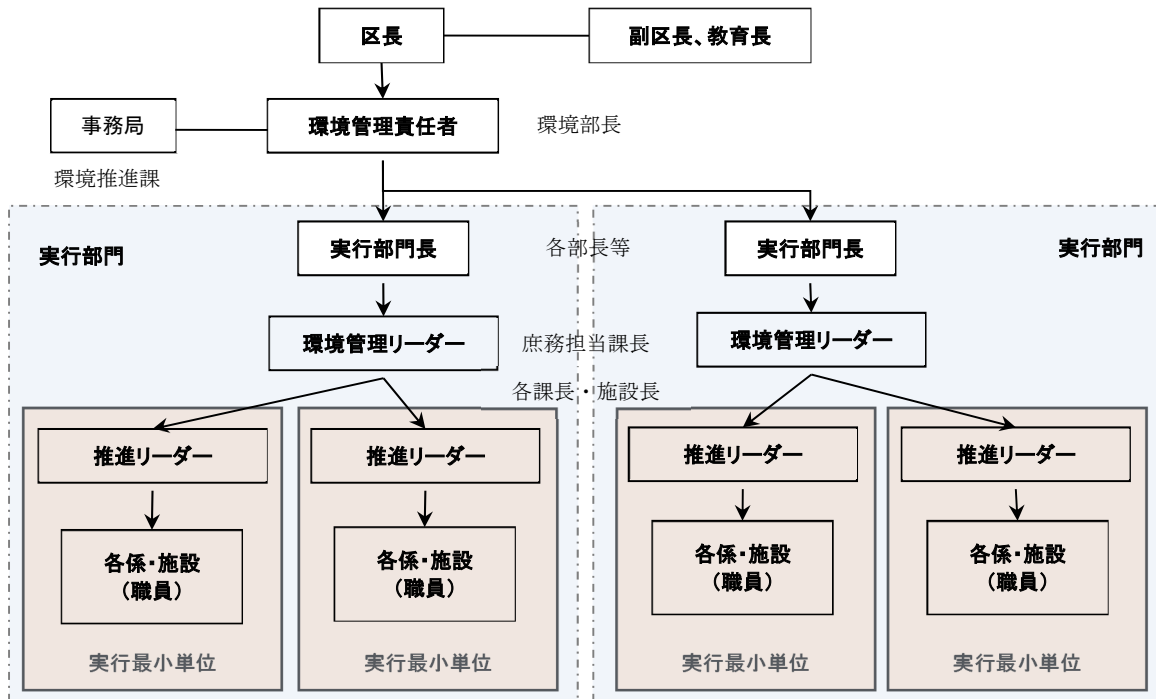 区長
副区長、教育長
事務局
環境管理責任者
環境部長
環境推進課
実行部門
実行部門長
各部長等
実行部門長
実行部門
環境管理リーダー
庶務担当課長
環境管理リーダー
各課長・施設長
推進リーダー
推進リーダー
推進リーダー
推進リーダー
各係・施設
(職員)
各係・施設
(職員)
各係・施設
(職員)
各係・施設
(職員)
実行最小単位
実行最小単位
実行最小単位
実行最小単位